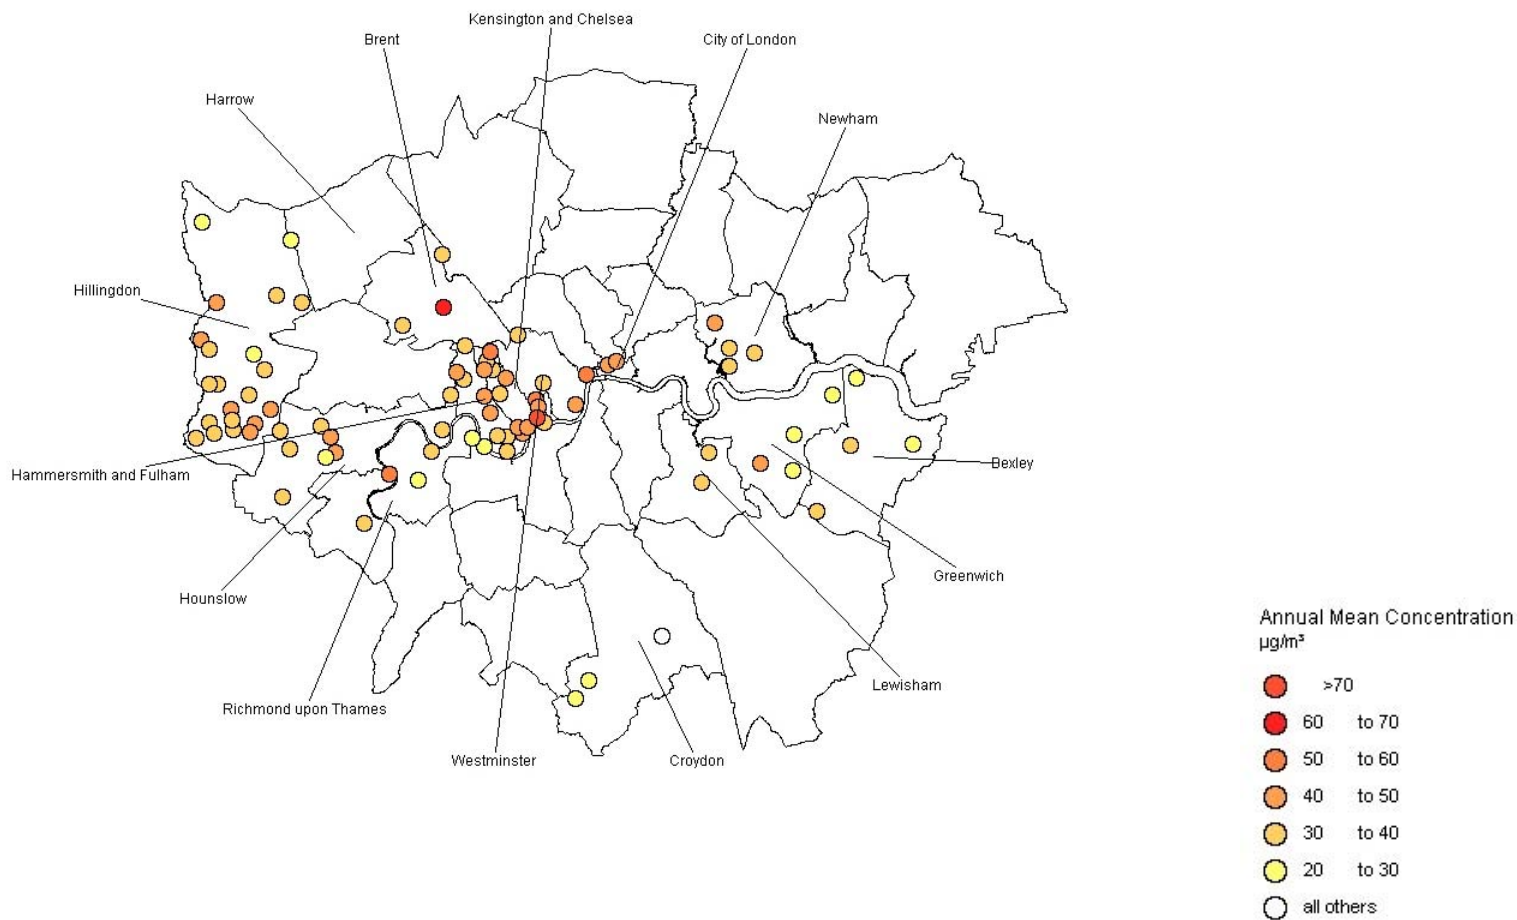 Kensington and Chelsea
Brent
City of London
Harrow
Newham
Hillingdon
Hammersmith and Fulham
Bexley
Greenwich
Hounslow
Lewisham
Richmond upon Thames
Westminster
Croydon
Annual Mean Concentration
µg/m³
>70
60 to 70
50 to 60
40 to 50
30 to 40
20 to 30
all others